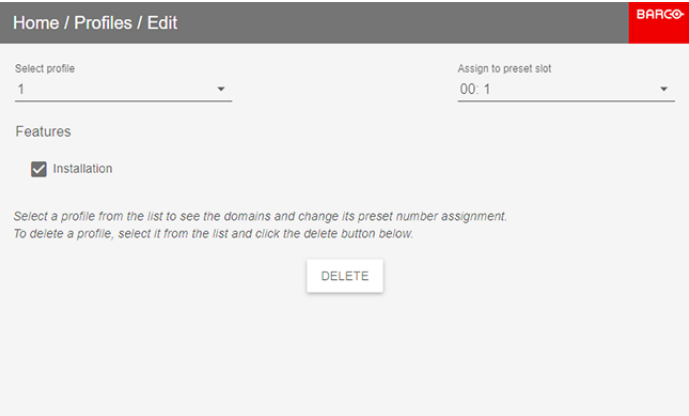 Home / Profiles / Edit
BARCO
Select profile
Assign to preset slot
1
00: 1
Features
Installation
Select a profile from the list to see the domains and change its preset number assignment.
To delete a profile, select it from the list and click the delete button below.
DELETE